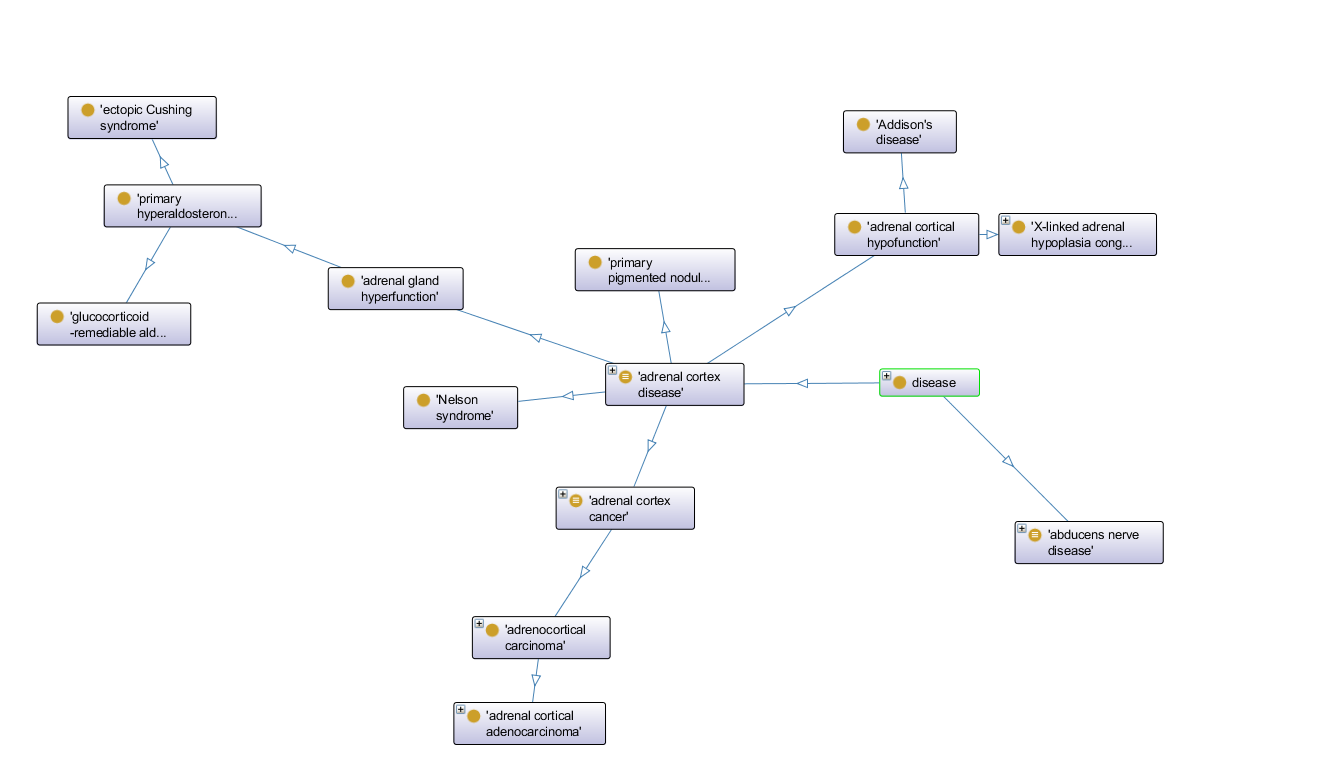 'ectopic Cushing
syndrome'
'Addison's
disease'
'primary
hyperaldosteron...
'adrenal cortical
hypofunction'
'X-linked adrenal
hypoplasia cong...
'primary
pigmented nodul...
'adrenal gland
hyperfunction'
'glucocorticoid
-remediable ald...
'adrenal cortex
disease'
disease
'Nelson
syndrome'
'adrenal cortex
cancer'
'abducens nerve
disease'
'adrenocortical
carcinoma'
'adrenal cortical
adenocarcinoma'